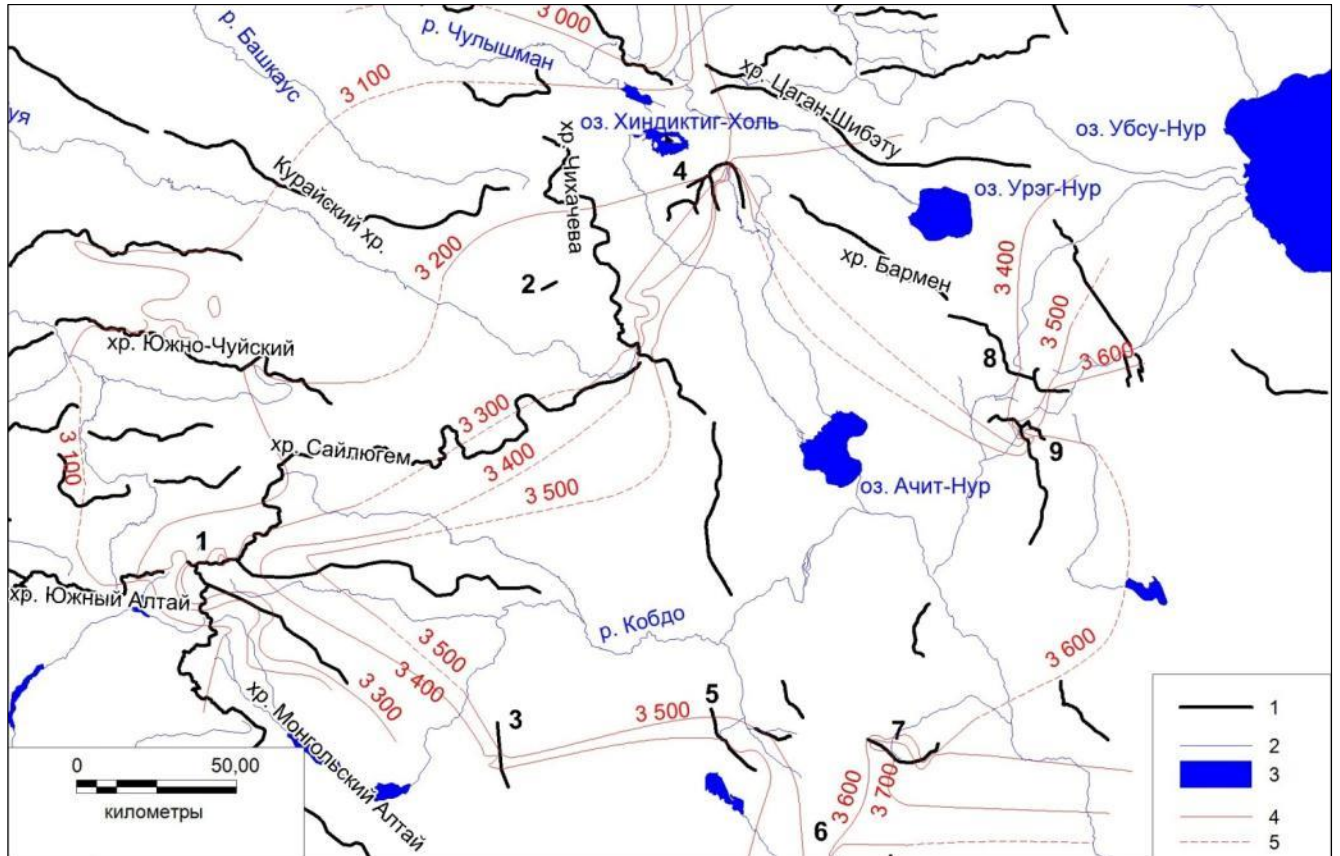 3 000
р. Башкаус
р. Чулышман
3 100
хр. Цаган-Шибэту
уя
оз. Хиндиктиг-Холь
оз. Убсу-Нур
хр. Чихачева
4
Курайский хр.
оз. Урэг-Нур
3 200
хр. Бармен
3 400
2
3 500
хр. Южно-Чуйский
8
3 600
3 300
3 100
хр. Сайлюгем
3 400
9
3 500
оз. Ачит-Нур
1
хр. Южный Алтай
р. Кобдо
3 500
3 400
3 300
3 600
хр. Монгольский Алтай
3
3 500
5
7
3 600
3 700
6
0 50,00
километры
1
2
3
4
5